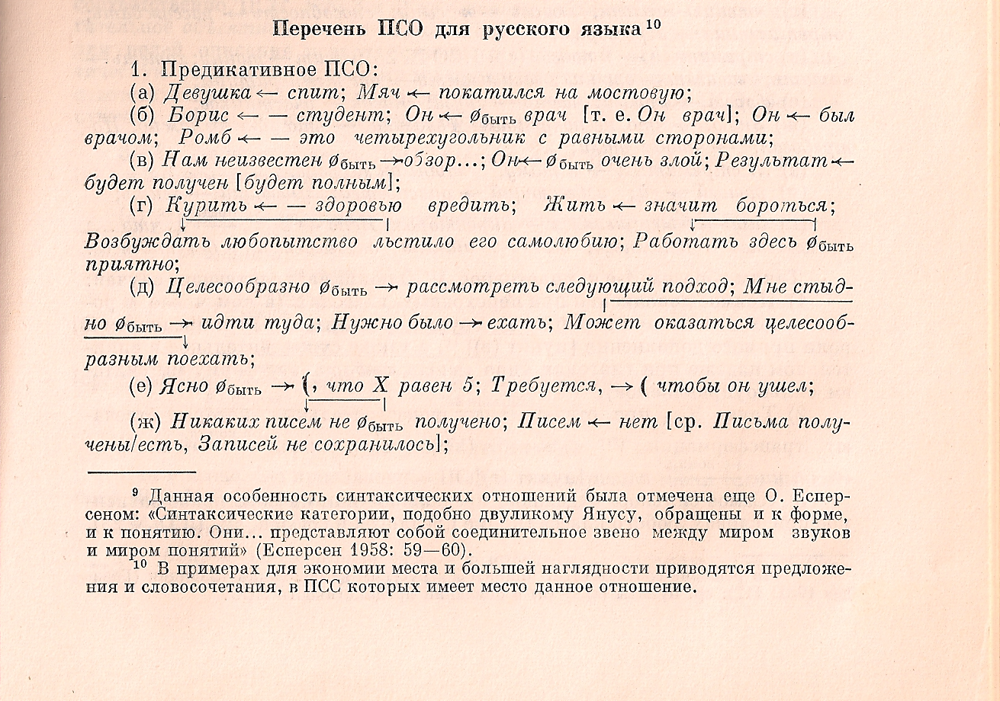 Перечень ПСО для русского языка¹⁰
1. Предикативное ПСО:
(а) Девушка ← спит; Мяч ← покатился на мостовую;
(б) Борис ← — студент; Он ← ∅быть врач [т. е. Он врач]; Он ← был
врачом; Ромб ← — это четырехугольник с равными сторонами;
(в) Нам неизвестен ∅быть → обзор...; Он ← ∅быть очень злой; Результат ←
будет получен [будет полным];
(г) Курить ← — здоровью вредить; Жить ← значит бороться;
Возбуждать любопытство льстило его самолюбию; Работать здесь ∅быть
приятно;
(д) Целесообразно ∅быть → рассмотреть следующий подход; Мне стыд-
но ∅быть → идти туда; Нужно было → ехать; Может оказаться целесооб-
разным поехать;
(е) Ясно ∅быть → (, что X равен 5; Требуется, → ( чтобы он ушел;
(ж) Никаких писем не ∅быть получено; Писем ← нет [ср. Письма полу-
чены/есть, Записей не сохранилось];
⁹ Данная особенность синтаксических отношений была отмечена еще О. Еспер-
сеном: «Синтаксические категории, подобно двуликому Янусу, обращены и к форме,
и к понятию. Они... представляют собой соединительное звено между миром звуков
и миром понятий» (Есперсен 1958: 59—60).
¹⁰ В примерах для экономии места и большей наглядности приводятся предложе-
ния и словосочетания, в ПСС которых имеет место данное отношение.